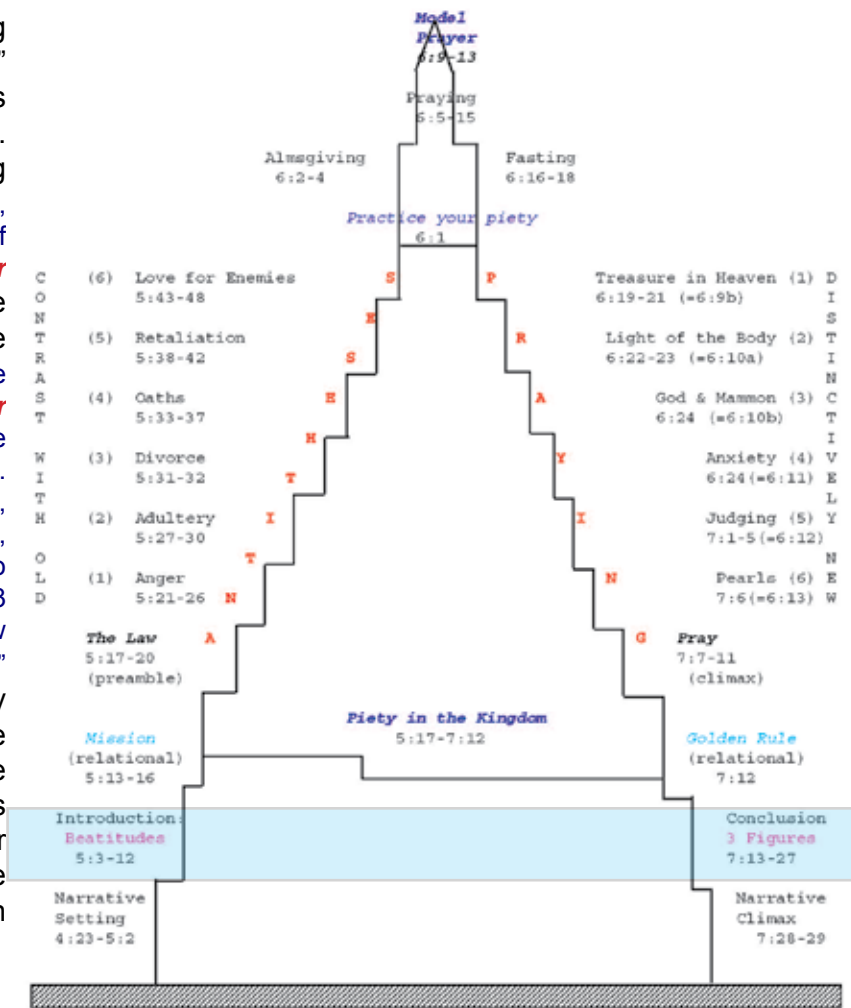 Model
Prayer
6:9-13
Praying
6:5-15
Almsgiving
6:2-4
Fasting
6:16-18
Practice your piety
6:1
CONTRAST WITH OLD
(6) Love for Enemies
5:43-48
(5) Retaliation
5:38-42
(4) Oaths
5:33-37
(3) Divorce
5:31-32
(2) Adultery
5:27-30
(1) Anger
5:21-26
ANTITHESES
The Law
5:17-20
(preamble)
Mission
(relational)
5:13-16
Introduction:
Beatitudes
5:3-12
Narrative
Setting
4:23-5:2
Piety in the Kingdom
5:17-7:12
PRAYING
Treasure in Heaven (1)
6:19-21 (=6:9b)
Light of the Body (2)
6:22-23 (=6:10a)
God & Mammon (3)
6:24 (=6:10b)
Anxiety (4)
6:24(=6:11)
Judging (5)
7:1-5(=6:12)
Pearls (6)
7:6(=6:13)
DISTINCTIVELY NEW
Pray
7:7-11
(climax)
Golden Rule
(relational)
7:12
Conclusion
3 Figures
7:13-27
Narrative
Climax
7:28-29